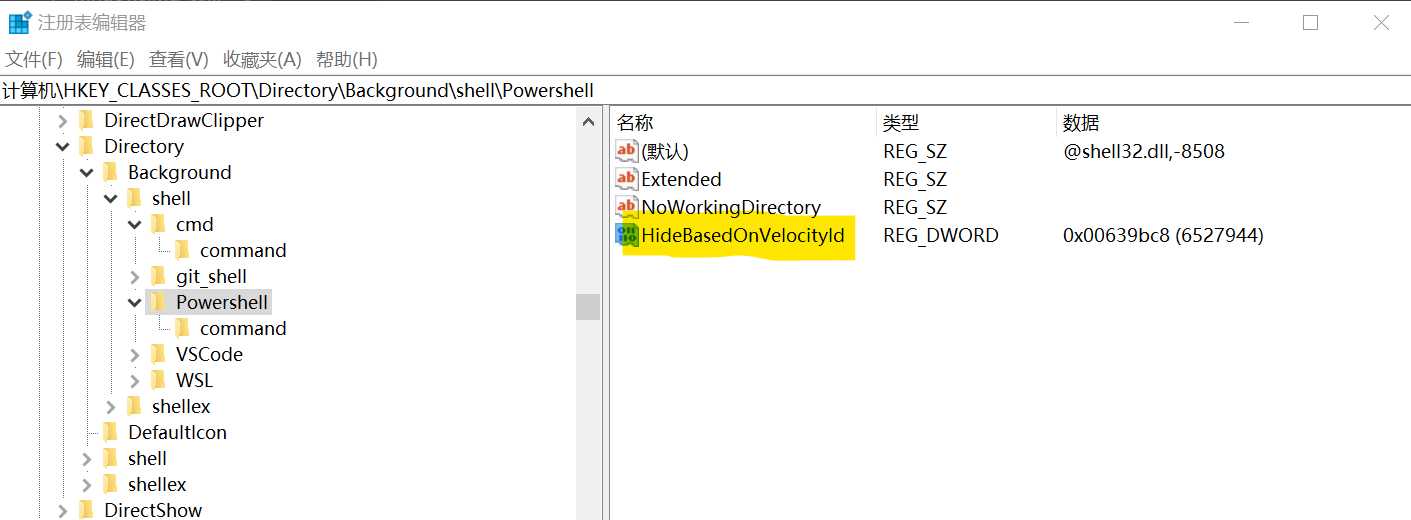 注册表编辑器
文件(F) 编辑(E) 查看(V) 收藏夹(A) 帮助(H)
计算机\HKEY_CLASSES_ROOT\Directory\Background\shell\Powershell
DirectDrawClipper
Directory
Background
shell
cmd
command
git_shell
Powershell
command
VSCode
WSL
shellex
DefaultIcon
shell
shellex
DirectShow
名称 类型 数据
(默认) REG_SZ @shell32.dll,-8508
Extended REG_SZ
NoWorkingDirectory REG_SZ
HideBasedOnVelocityId REG_DWORD 0x00639bc8 (6527944)